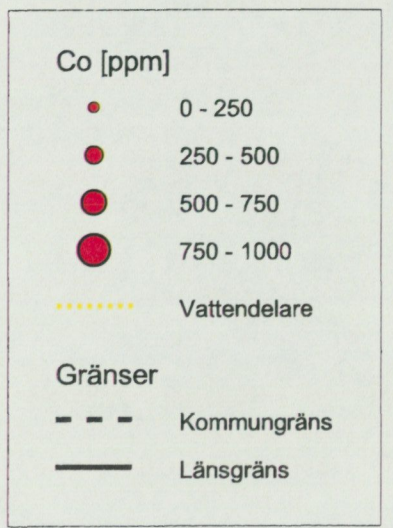 Co [ppm]
0 - 250
250 - 500
500 - 750
750 - 1000
Vattendelare
Gränser
Kommungräns
Länsgräns